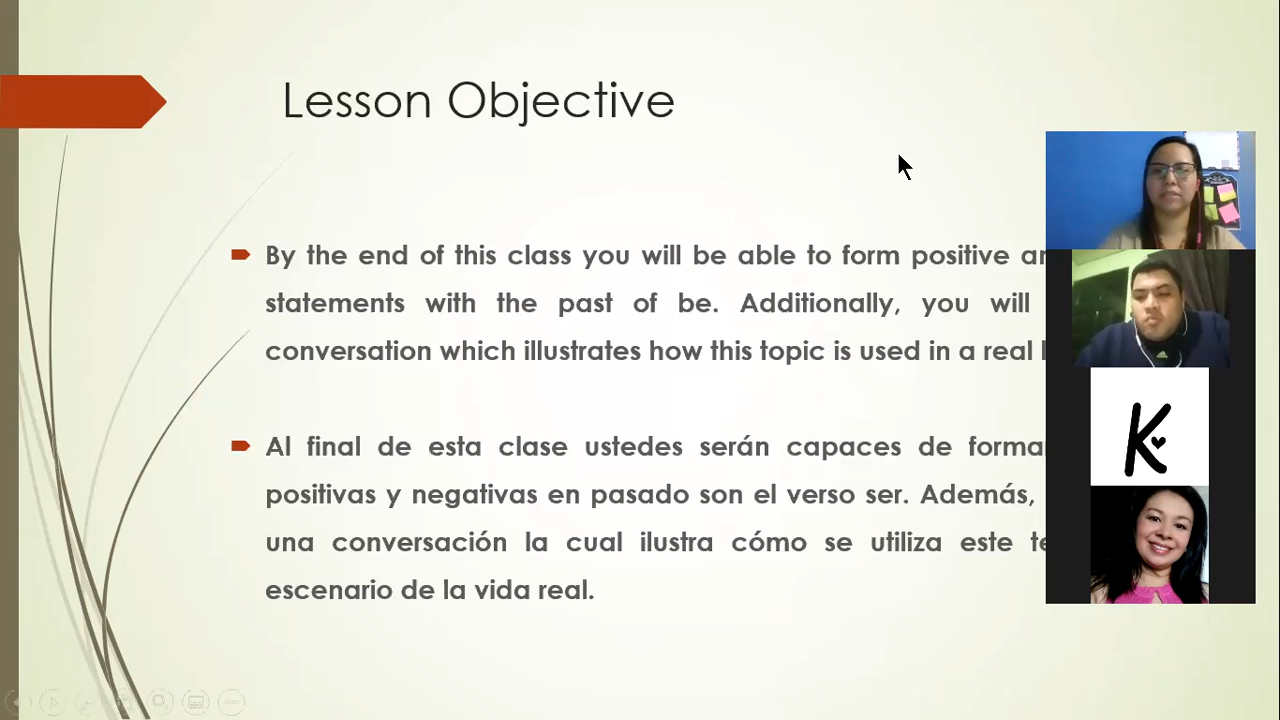 Lesson Objective
By the end of this class you will be able to form positive
statements with the past of be. Additionally, you will
conversation which illustrates how this topic is used in a real
Al final de esta clase ustedes serán capaces de
positivas y negativas en pasado son el verso ser. Además,
una conversación la cual ilustra cómo se utiliza este
escenario de la vida real.
K